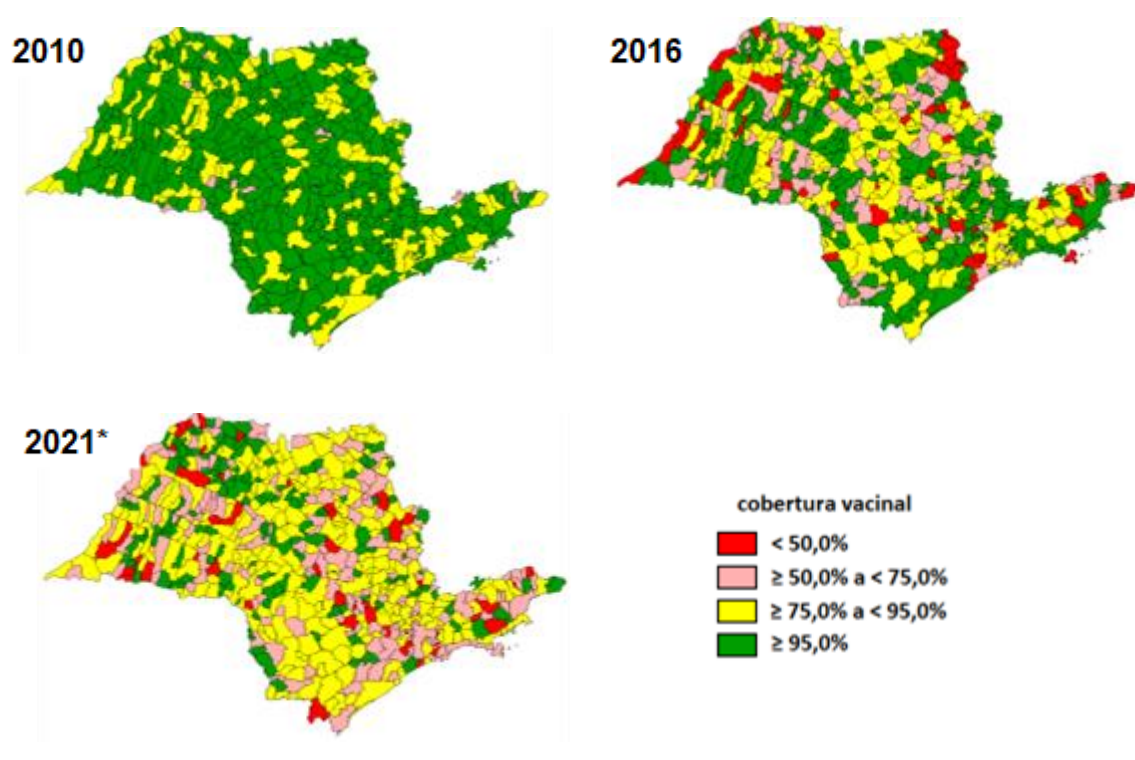 2010
2016
2021*
cobertura vacinal
< 50,0%
≥ 50,0% a < 75,0%
≥ 75,0% a < 95,0%
≥ 95,0%